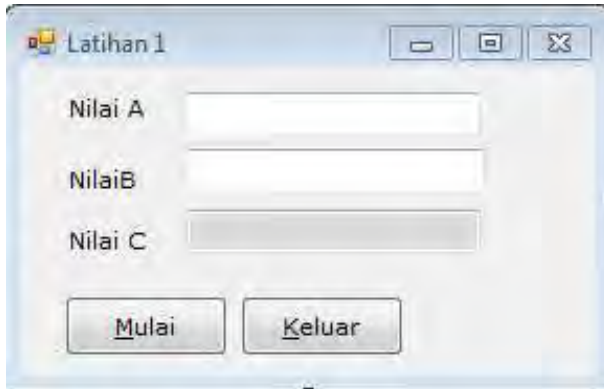 Latihan 1
Nilai A
NilaiB
Nilai C
Mulai Keluar